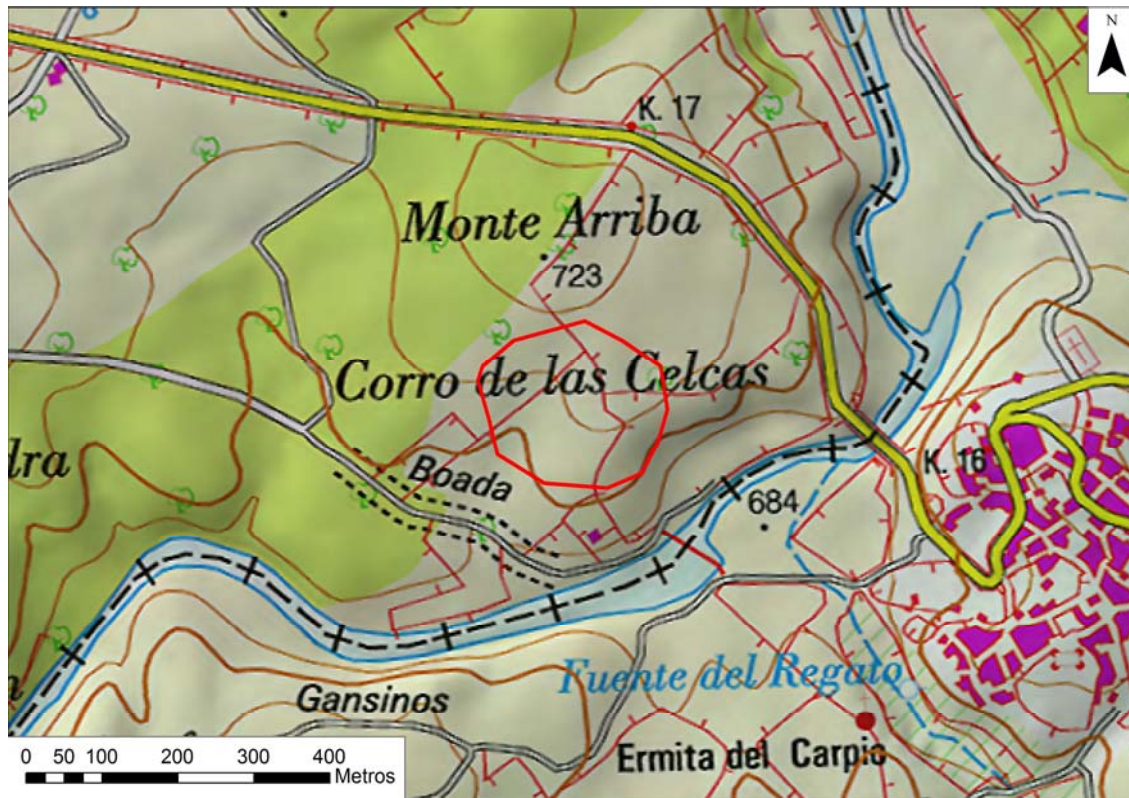 N
K. 17
Monte Arriba
723
Corro de las Celcas
dra
Boada
K. 16
684
Fuente del Regato
Gansinos
Ermita del Carpio
0 50 100 200 300 400
Metros